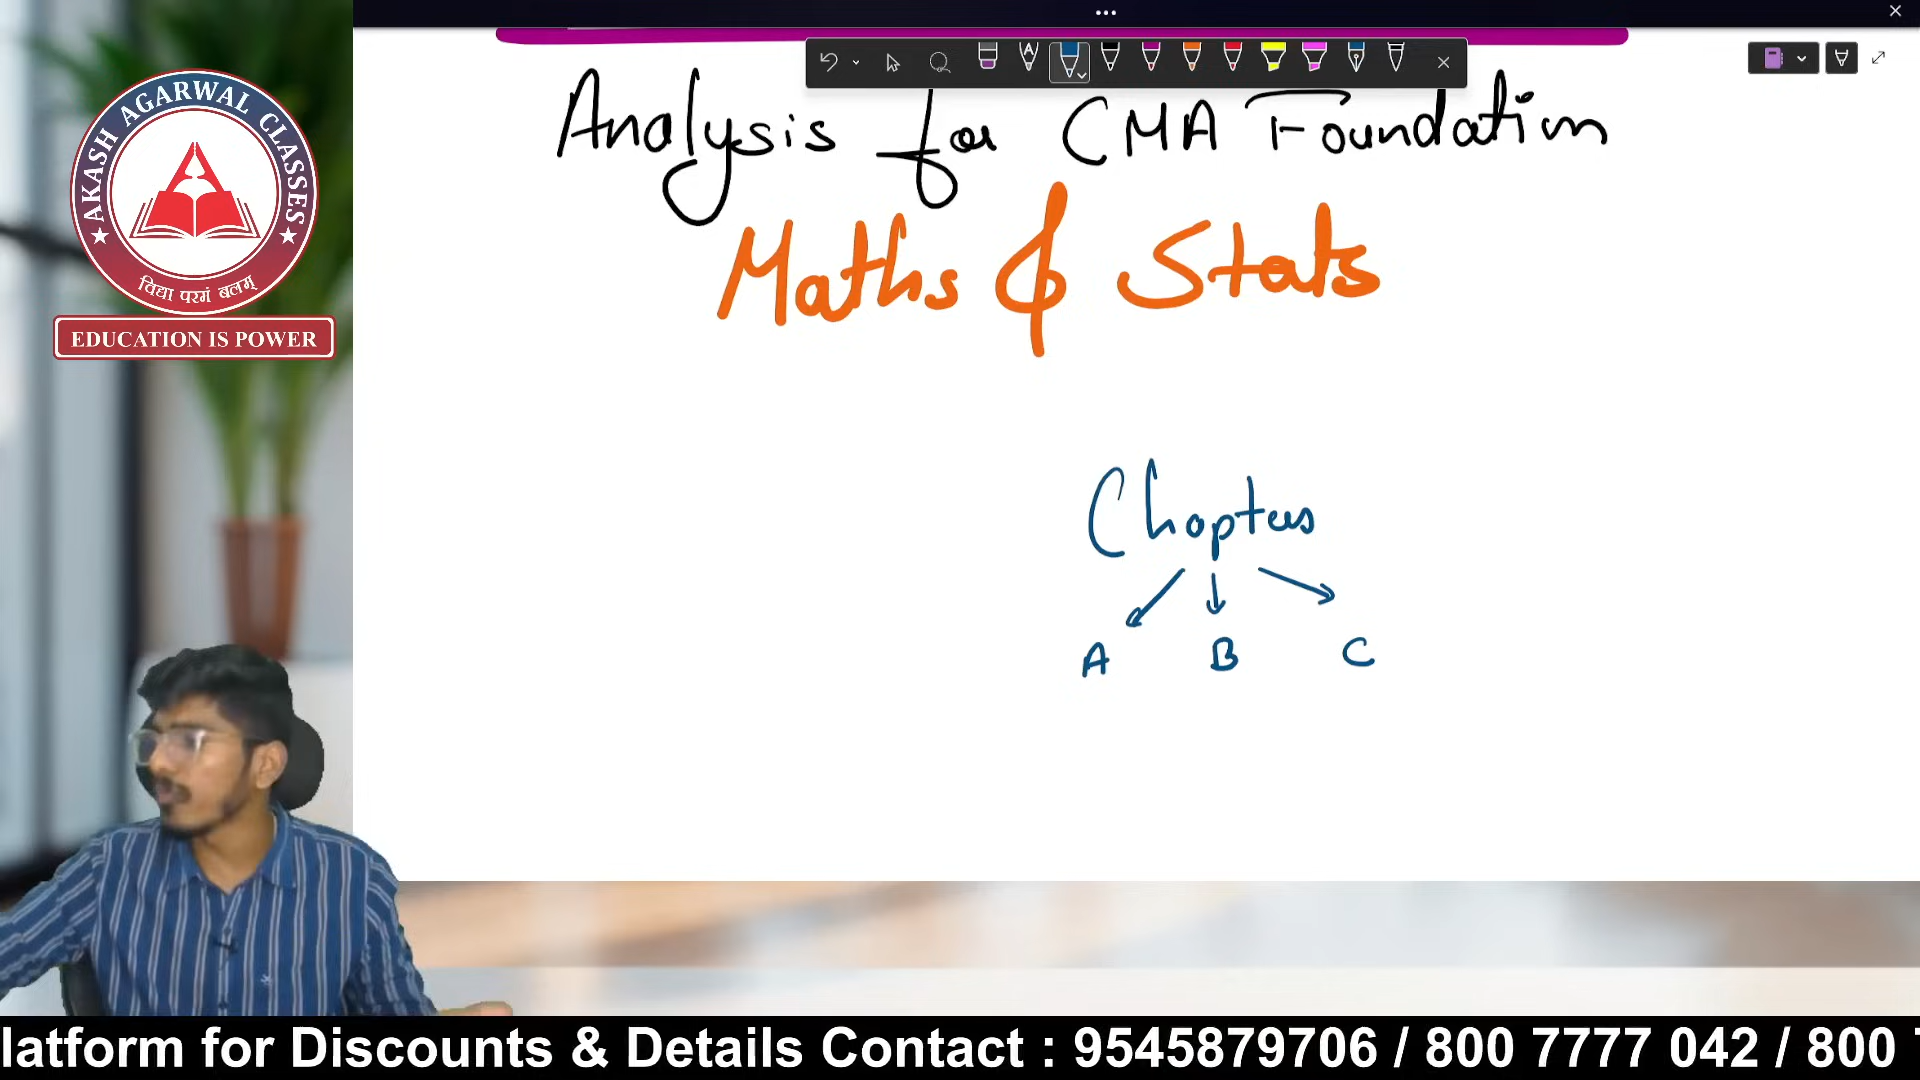 AKASH AGARWAL CLASSES
विद्या परमं बलम्
EDUCATION IS POWER
Analysis for CMA Foundation
Maths & Stats
Chapters
A B C
latform for Discounts & Details Contact : 9545879706 / 800 7777 042 / 800